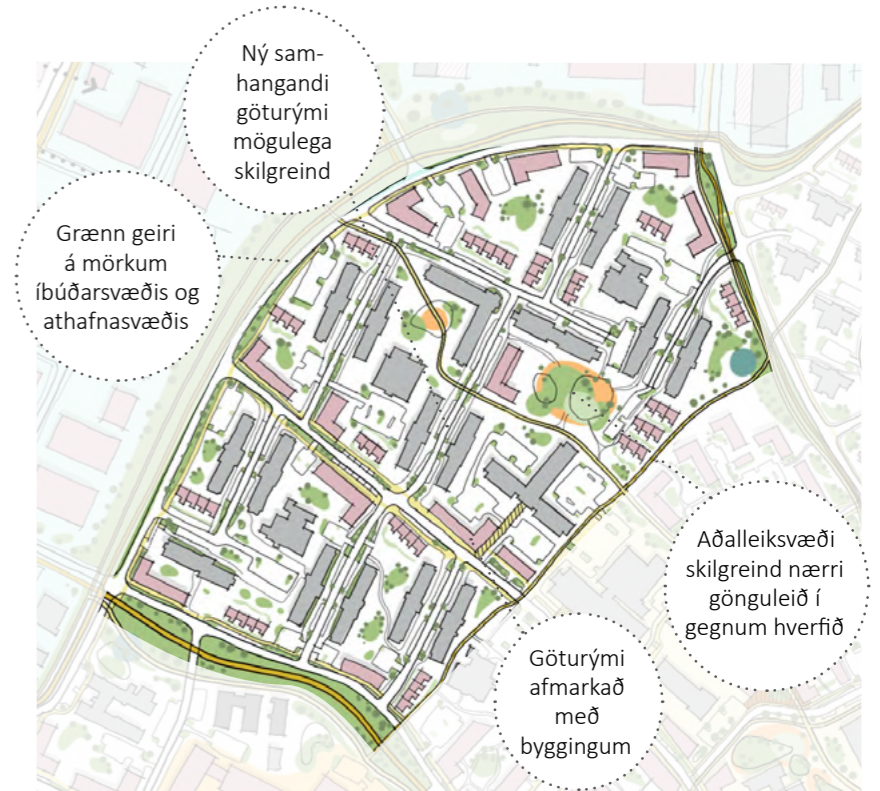 Ný sam-
hangandi
göturými
mögulega
skilgreind
Grænn geiri
á mörkum
íbúðarsvæðis og
athafnasvæðis
Aðalleiksvæði
skilgreind nærri
gönguleið í
gegnum hverfið
Göturými
afmarkað
með
byggingum